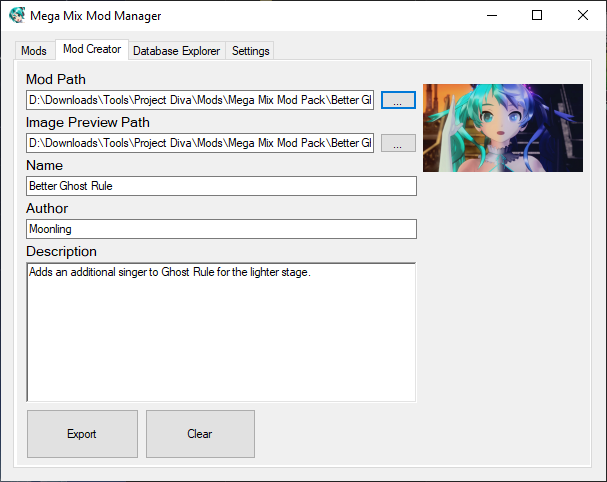 Mega Mix Mod Manager
Mods Mod Creator Database Explorer Settings
Mod Path
D:\Downloads\Tools\Project Diva\Mods\Mega Mix Mod Pack\Better Gl
...
Image Preview Path
D:\Downloads\Tools\Project Diva\Mods\Mega Mix Mod Pack\Better Gl
...
Name
Better Ghost Rule
Author
Moonling
Description
Adds an additional singer to Ghost Rule for the lighter stage.
Export Clear